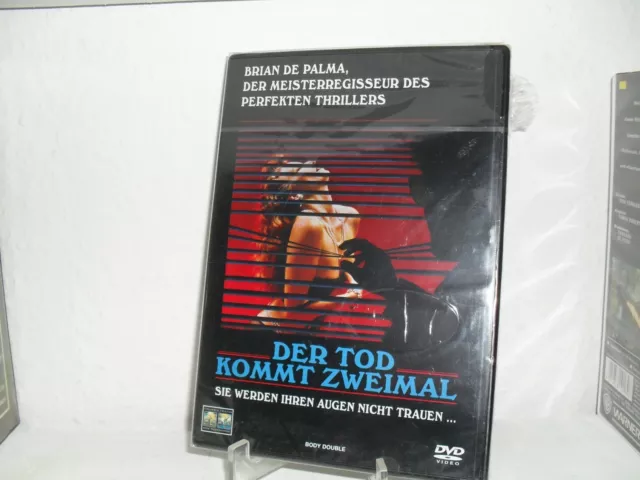 BRIAN DE PALMA,
DER MEISTERREGISSEUR DES
PERFEKTEN THRILLERS
DER TOD
KOMMT ZWEIMAL
SIE WERDEN IHREN AUGEN NICHT TRAUEN ...
BODY DOUBLE
DVD
VIDEO